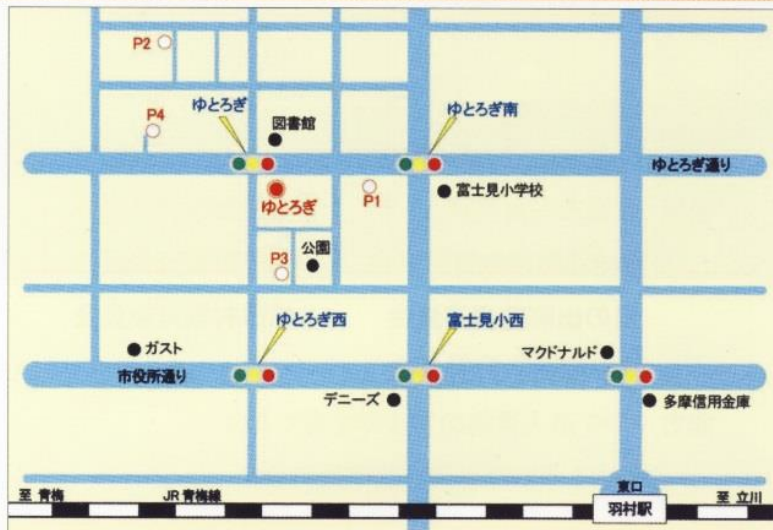 P2
P4
ゆとろぎ
図書館
ゆとろぎ南
ゆとろぎ通り
ゆとろぎ
P1
富士見小学校
P3
公園
ゆとろぎ西
富士見小西
ガスト
マクドナルド
市役所通り
デニーズ
多摩信用金庫
至 青梅
JR青梅線
東口
羽村駅
至 立川